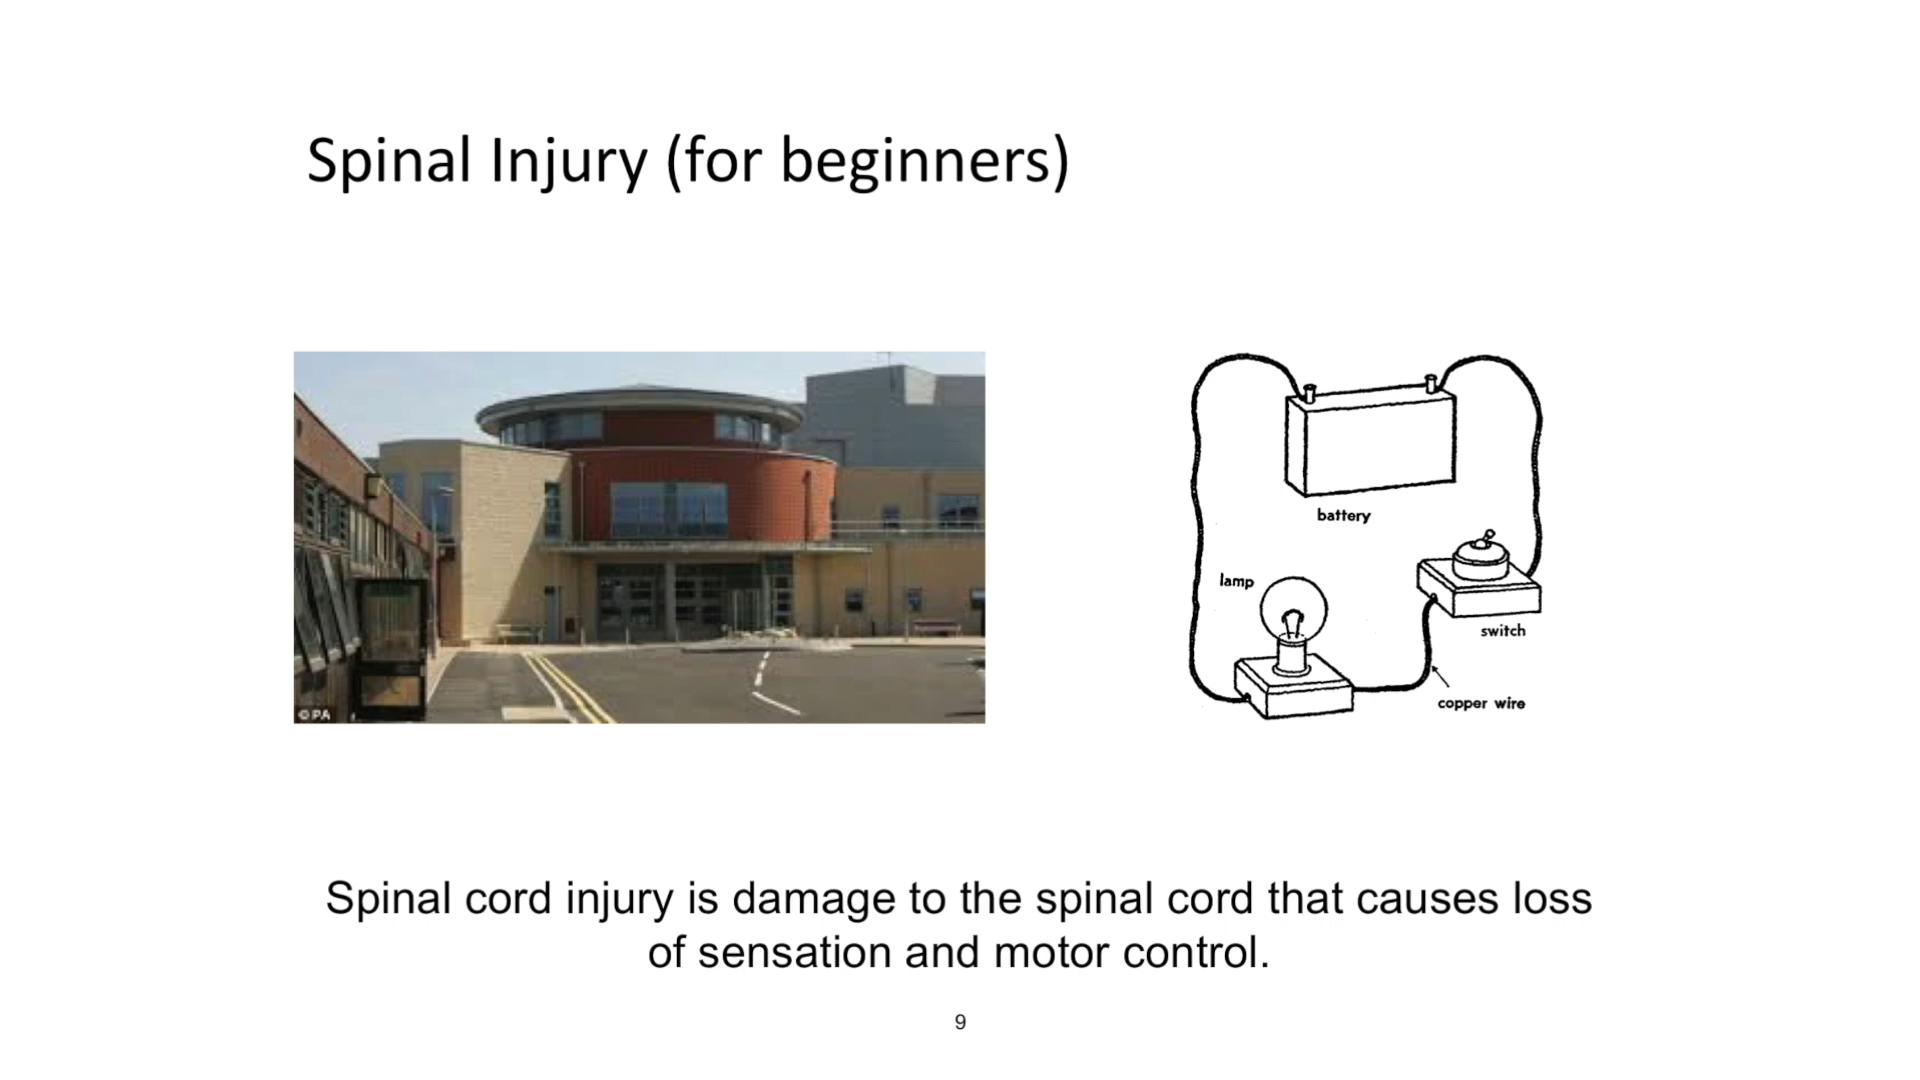 Spinal Injury (for beginners)
© PA
battery
lamp
switch
copper wire
Spinal cord injury is damage to the spinal cord that causes loss
of sensation and motor control.
9